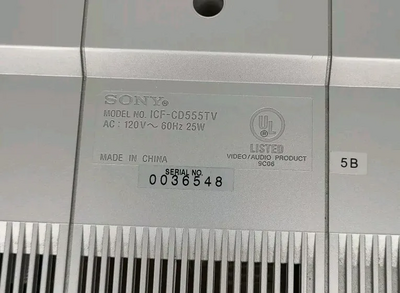 SONY®
MODEL NO. ICF-CD555TV
AC : 120V ~ 60Hz 25W
MADE IN CHINA
UL
®
LISTED
VIDEO/AUDIO PRODUCT
9C06
SERIAL NO.
0036548
5B